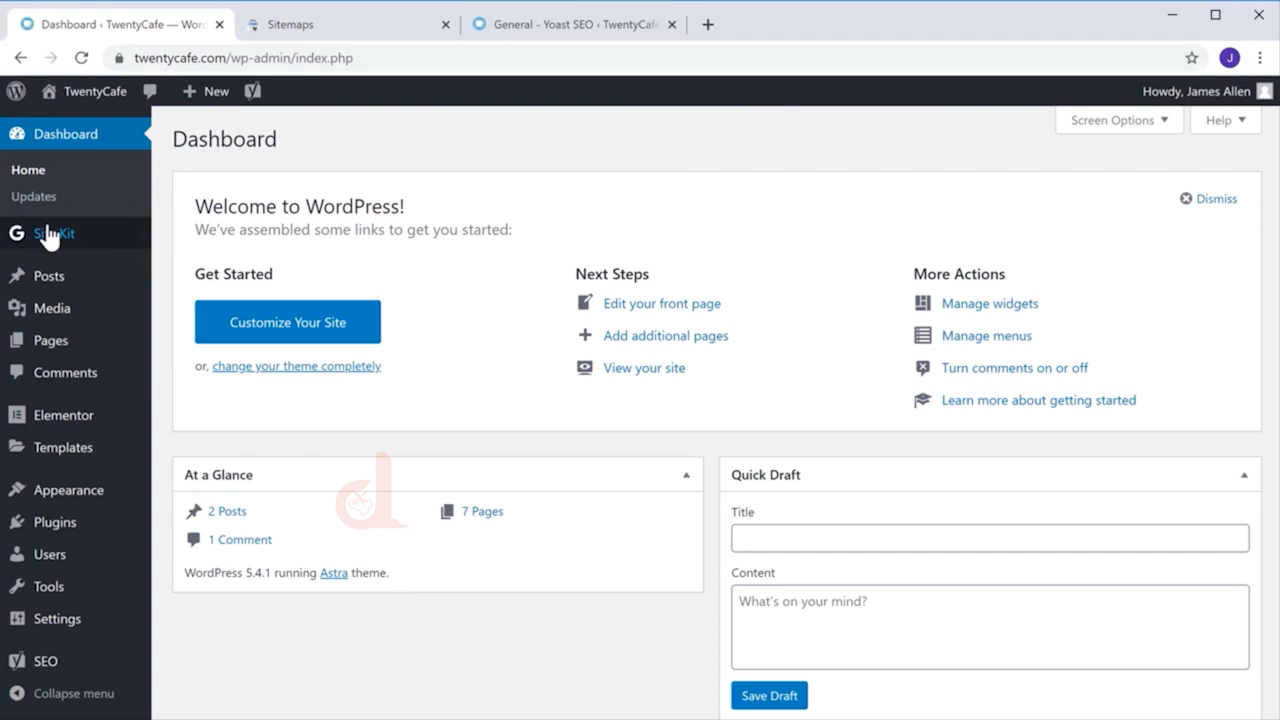 Dashboard ‹ TwentyCafe — Wor
Sitemaps
General - Yoast SEO ‹ TwentyCafe
twentycafe.com/wp-admin/index.php
J
TwentyCafe
New
Howdy, James Allen
Dashboard
Home
Updates
Site Kit
Posts
Media
Pages
Comments
Elementor
Templates
Appearance
Plugins
Users
Tools
Settings
SEO
Collapse menu
Screen Options
Help
Dashboard
Welcome to WordPress!
Dismiss
We've assembled some links to get you started:
Get Started
Customize Your Site
or, change your theme completely
Next Steps
Edit your front page
Add additional pages
View your site
More Actions
Manage widgets
Manage menus
Turn comments on or off
Learn more about getting started
At a Glance
2 Posts
7 Pages
1 Comment
WordPress 5.4.1 running Astra theme.
Quick Draft
Title
Content
What's on your mind?
Save Draft